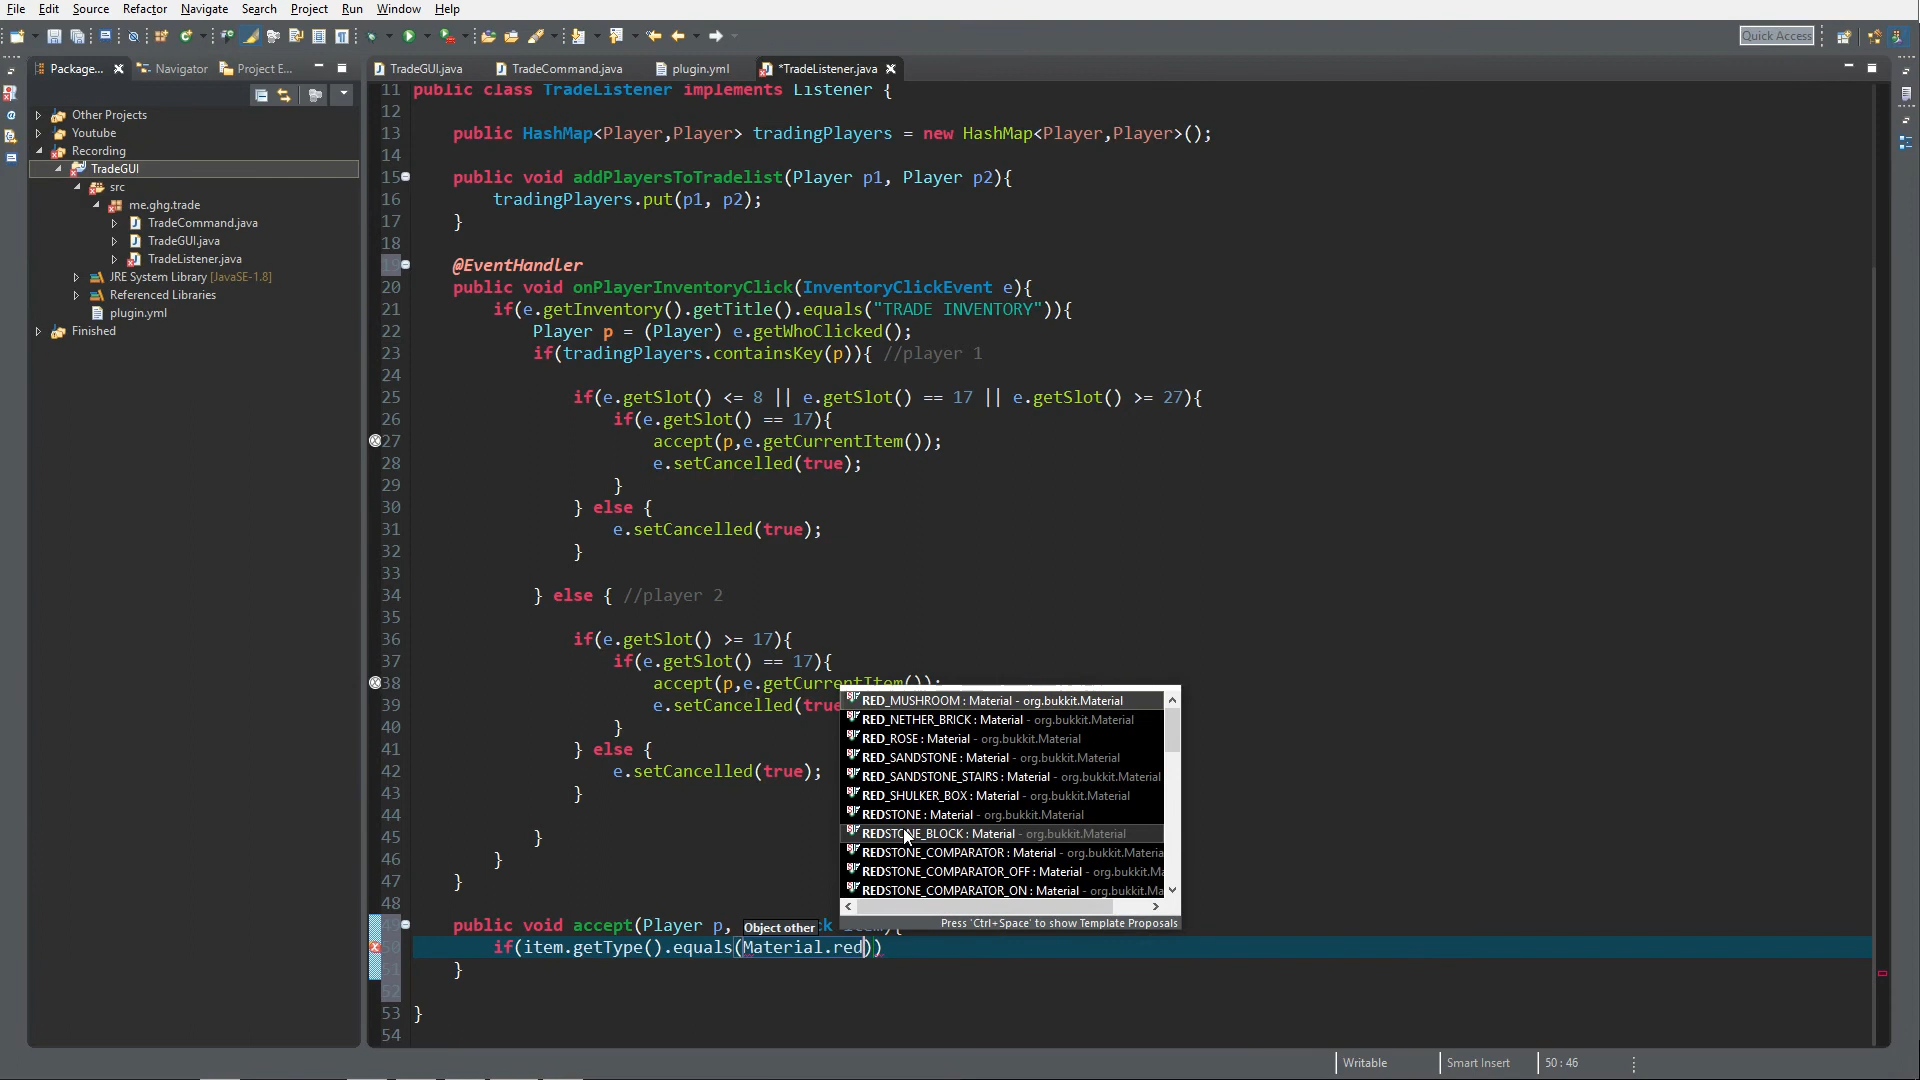 File Edit Source Refactor Navigate Search Project Run Window Help
Quick Access
Package... Navigator Project E...
TradeGUI.java TradeCommand.java plugin.yml *TradeListener.java
Other Projects
Youtube
Recording
TradeGUI
src
me.ghg.trade
TradeCommand.java
TradeGUI.java
TradeListener.java
JRE System Library [JavaSE-1.8]
Referenced Libraries
plugin.yml
Finished
11 public class TradeListener implements Listener {
12
13 public HashMap<Player,Player> tradingPlayers = new HashMap<Player,Player>();
14
15 public void addPlayersToTradelist(Player p1, Player p2){
16 tradingPlayers.put(p1, p2);
17 }
18
19 @EventHandler
20 public void onPlayerInventoryClick(InventoryClickEvent e){
21 if(e.getInventory().getTitle().equals("TRADE INVENTORY")){
22 Player p = (Player) e.getWhoClicked();
23 if(tradingPlayers.containsKey(p)){ //player 1
24
25 if(e.getSlot() <= 8 || e.getSlot() == 17 || e.getSlot() >= 27){
26 if(e.getSlot() == 17){
27 accept(p,e.getCurrentItem());
28 e.setCancelled(true);
29 }
30 } else {
31 e.setCancelled(true);
32 }
33
34 } else { //player 2
35
36 if(e.getSlot() >= 17){
37 if(e.getSlot() == 17){
38 accept(p,e.getCurrentItem());
39 e.setCancelled(true
40 }
41 } else {
42 e.setCancelled(true);
43 }
44
45 }
46 }
47 }
48
49 public void accept(Player p,
50 if(item.getType().equals(Material.red))
51 }
52
53 }
54
RED_MUSHROOM : Material - org.bukkit.Material
RED_NETHER_BRICK : Material - org.bukkit.Material
RED_ROSE : Material - org.bukkit.Material
RED_SANDSTONE : Material - org.bukkit.Material
RED_SANDSTONE_STAIRS : Material - org.bukkit.Material
RED_SHULKER_BOX : Material - org.bukkit.Material
REDSTONE : Material - org.bukkit.Material
REDSTONE_BLOCK : Material - org.bukkit.Material
REDSTONE_COMPARATOR : Material - org.bukkit.Materia
REDSTONE_COMPARATOR_OFF : Material - org.bukkit.Ma
REDSTONE_COMPARATOR_ON : Material - org.bukkit.Mate
Press 'Ctrl+Space' to show Template Proposals
Object other
Writable Smart Insert 50 : 46